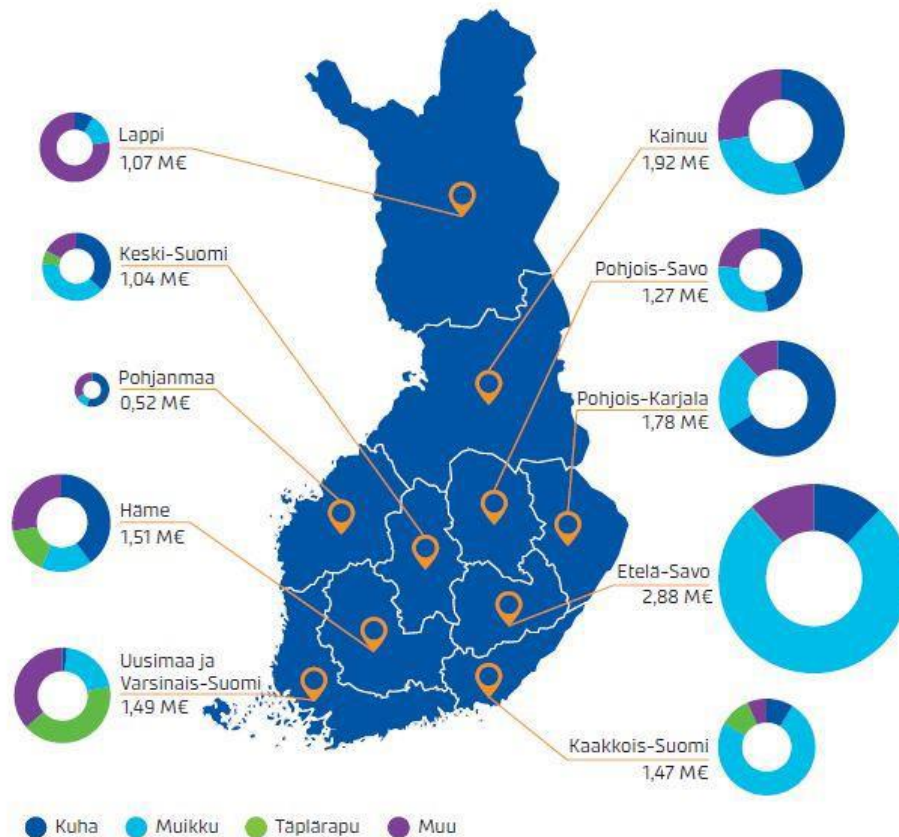 Lappi
1,07 M€
Keski-Suomi
1,04 M€
Pohjanmaa
0,52 M€
Häme
1,51 M€
Uusimaa ja
Varsinais-Suomi
1,49 M€
Kainuu
1,92 M€
Pohjois-Savo
1,27 M€
Pohjois-Karjala
1,78 M€
Etelä-Savo
2,88 M€
Kaakkois-Suomi
1,47 M€
Kuha Muikku Täplärapu Muu